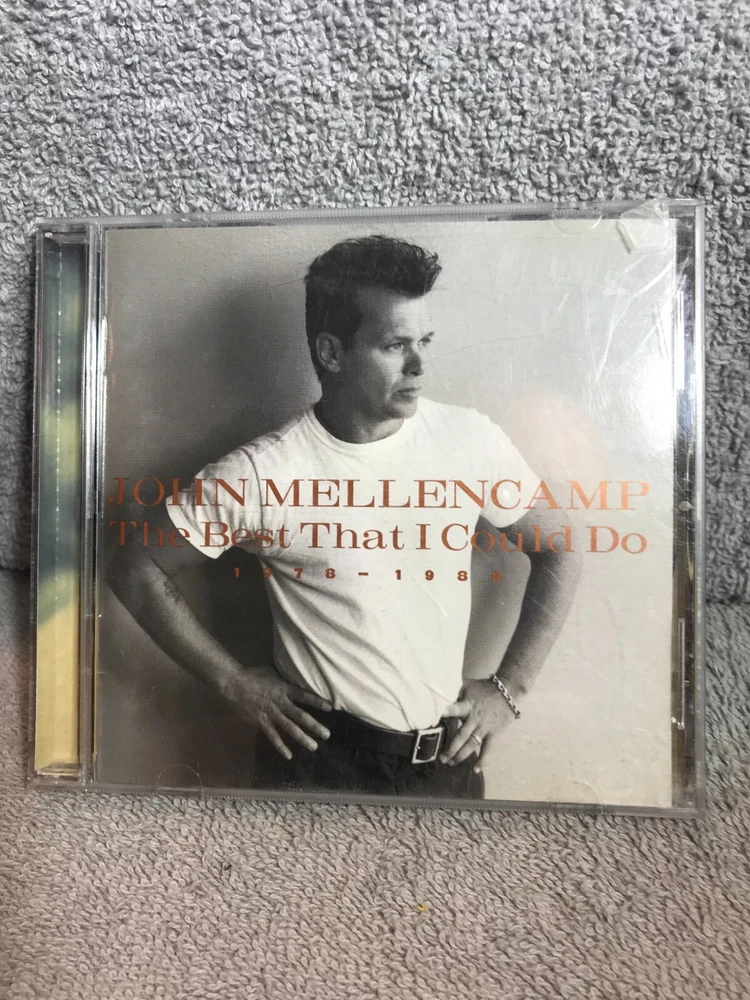 JOHN MELLENCAMP
The Best That I Could Do
1978-1988